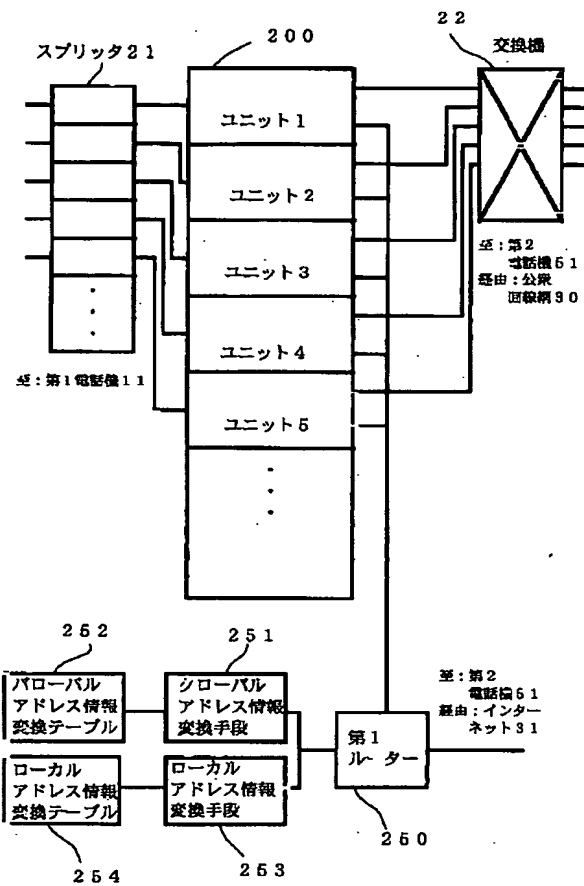 200
22
スプリッタ21
交換機
ユニット1
ユニット2
ユニット3
ユニット4
ユニット5
至：第2
電話機51
経由：公衆
回線網30
至：第1電話機11
252
251
バローバル
アドレス情報
変換テーブル
シローバル
アドレス情報
変換手段
至：第2
電話機51
経由：インター
ネット31
第1
ルーター
ローカル
アドレス情報
変換テーブル
ローカル
アドレス情報
変換手段
250
254
253